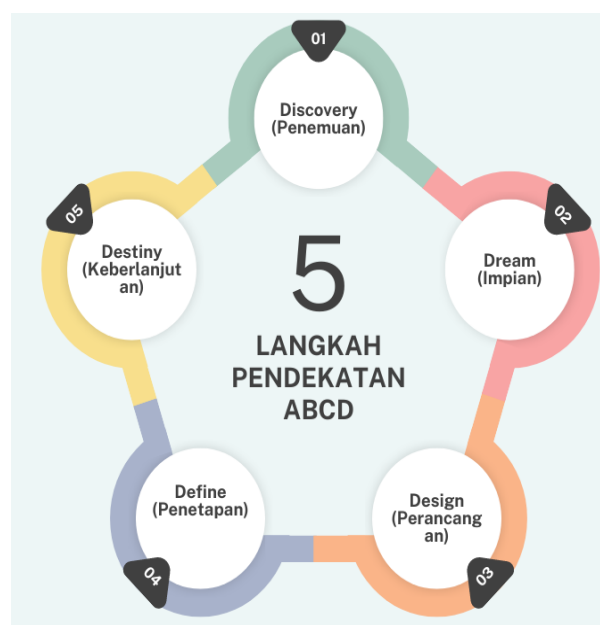 01
Discovery
(Penemuan)
02
Dream
(Impian)
03
Design
(Perancang
an)
04
Define
(Penetapan)
05
Destiny
(Keberlanjut
an)
5
LANGKAH
PENDEKATAN
ABCD